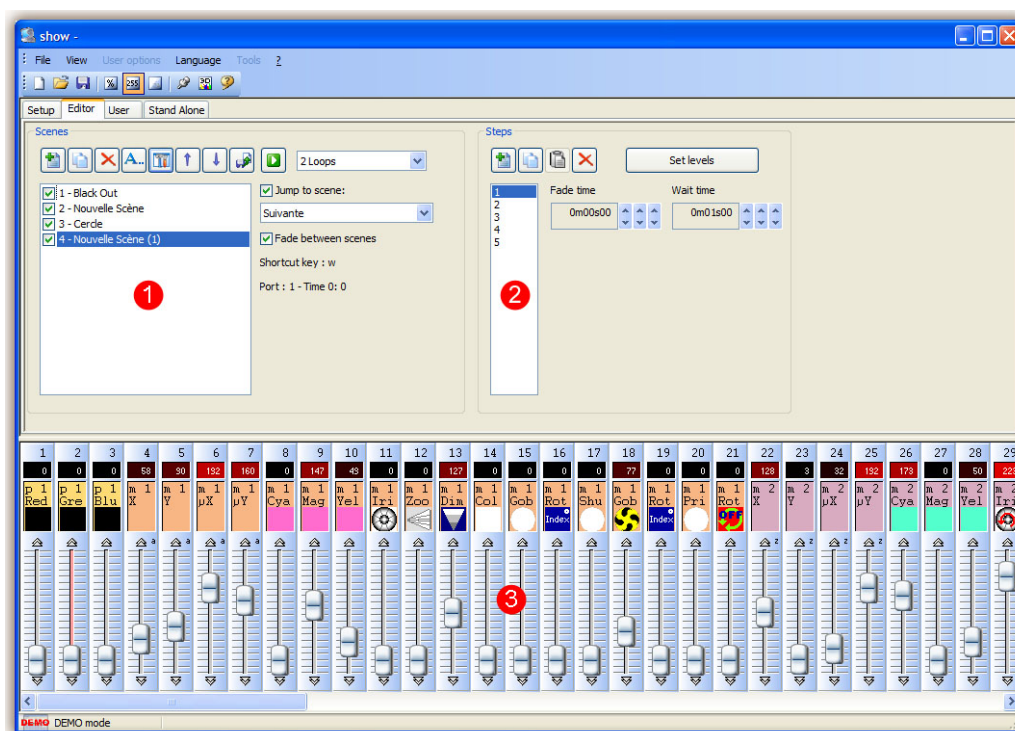 show -
File View User options Language Tools ?
% 255 3D
Setup Editor User Stand Alone
Scenes
A.. 2 Loops
1 - Black Out
2 - Nouvelle Scène
3 - Cercle
4 - Nouvelle Scène (1)
Jump to scene:
Suivante
Fade between scenes
Shortcut key : w
Port : 1 - Time 0: 0
1
Steps
Set levels
1
2
3
4
5
Fade time Wait time
0m00s00 0m01s00
2
1 2 3 4 5 6 7 8 9 10 11 12 13 14 15 16 17 18 19 20 21 22 23 24 25 26 27 28 29
0 0 0 58 90 192 160 0 147 49 0 0 127 0 0 0 0 77 0 0 0 128 3 32 192 173 0 50 223
p 1 p 1 p 1 m 1 m 1 m 1 m 1 m 1 m 1 m 1 m 1 m 1 m 1 m 1 m 1 m 1 m 1 m 1 m 1 m 1 m 1 m 2 m 2 m 2 m 2 m 2 m 2 m 2 m 2
Red Gre Blu X Y µX µY Cya Mag Yel Iri Zoo Dim Col Gob Rot Shu Gob Rot Pri Rot X Y µX µY Cya Mag Yel Iri
Index Index OFF
a a a a z z z z
3
DEMO DEMO mode